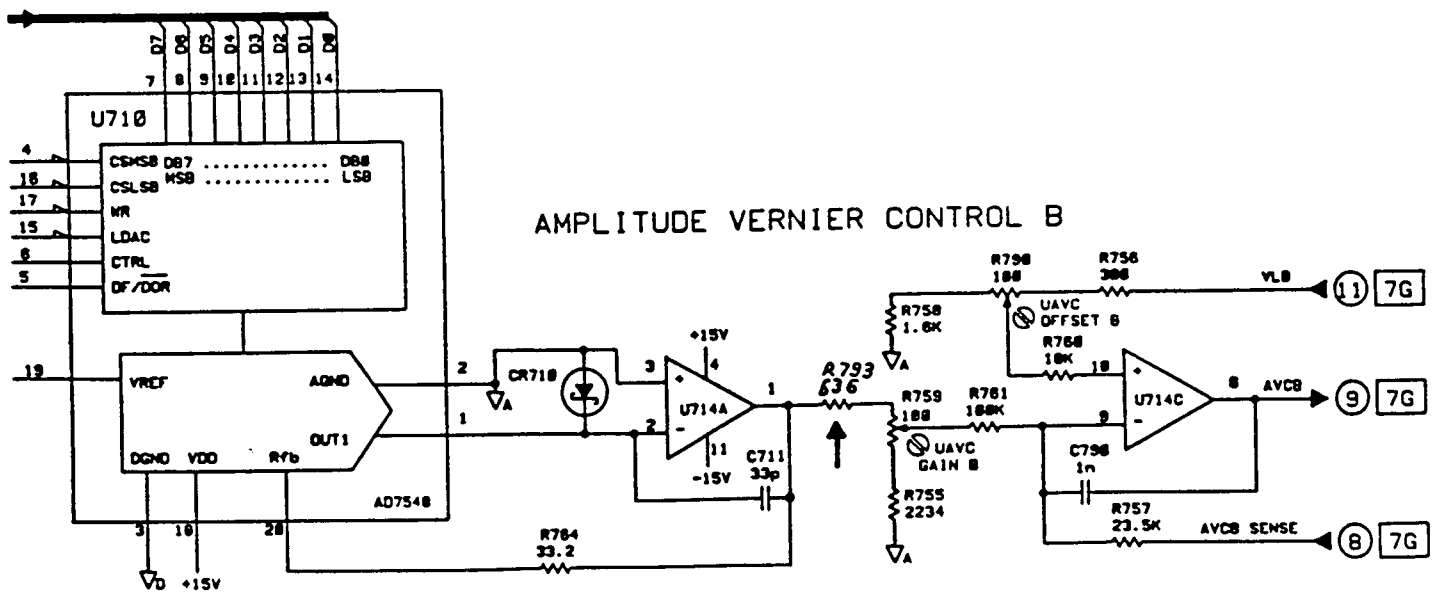 D7 D6 D5 D4 D3 D2 D1 D0
7 8 9 10 11 12 13 14
U710
4 CSMSB DB7 ............. DB0
MSB ............. LSB
16 CSLSB
17 WR
15 LDAC
6 CTRL
5 DF/DOR
AMPLITUDE VERNIER CONTROL B
R790
100
R756
300
VLB
11 7G
R758
1.6K
A
UAVC
OFFSET B
R760
10K
10
19 VREF
AGND
2
A
CR710
+15V
4
3 +
U714A
1
2 -
11
-15V
OUT1
1
DGND VDD Rfb
AD7548
3 18 20
D +15V
R764
33.2
C711
33p
R793
636
R759
100
UAVC
GAIN B
R755
2234
A
R761
100K
9
+
-
U714C
8 AVCB
9 7G
C796
1n
R757
23.5K
AVCB SENSE
8 7G